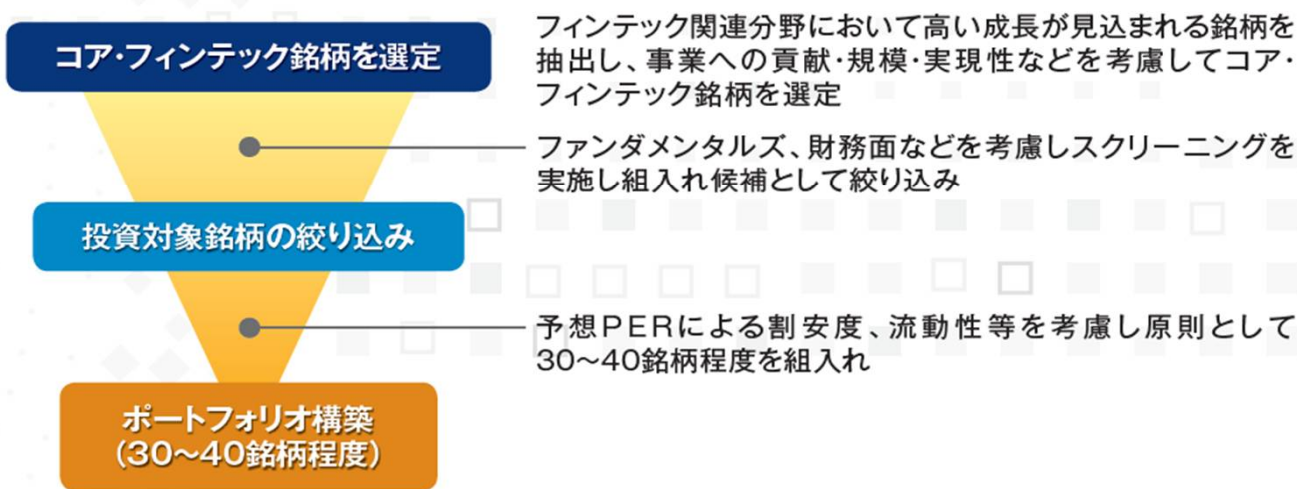 コア・フィンテック銘柄を選定
フィンテック関連分野において高い成長が見込まれる銘柄を
抽出し、事業への貢献・規模・実現性などを考慮してコア・
フィンテック銘柄を選定
ファンダメンタルズ、財務面などを考慮しスクリーニングを
実施し組入れ候補として絞り込み
投資対象銘柄の絞り込み
予想PERによる割安度、流動性等を考慮し原則として
30〜40銘柄程度を組入れ
ポートフォリオ構築
(30〜40銘柄程度)